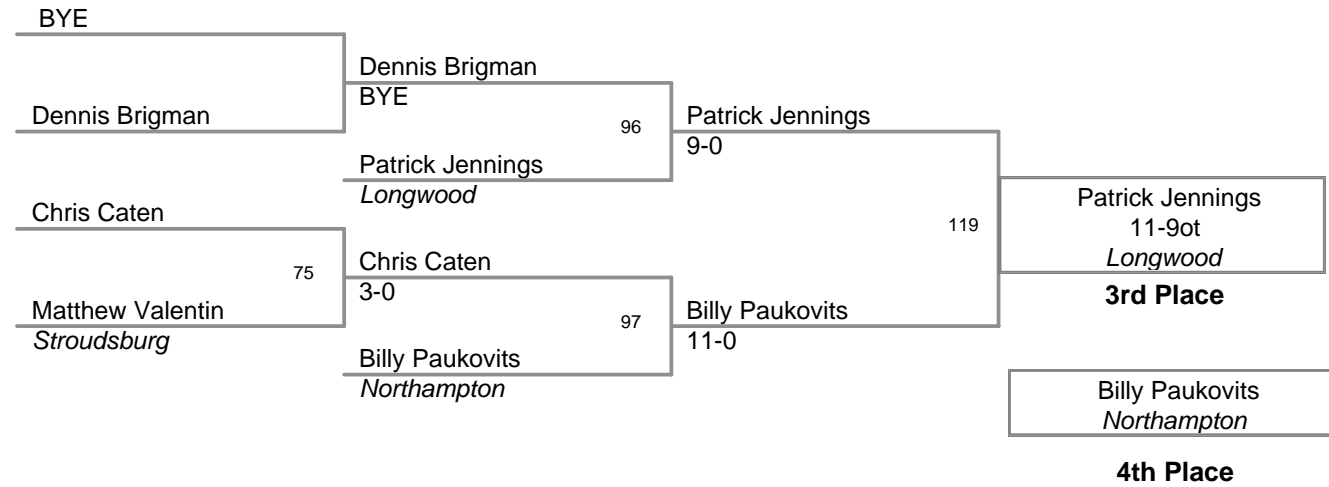 BYE
Dennis Brigman
BYE
Dennis Brigman
96
Patrick Jennings
9-0
Patrick Jennings
Longwood
Chris Caten
119
Patrick Jennings
11-9ot
Longwood
3rd Place
75
Chris Caten
3-0
Matthew Valentin
Stroudsburg
97
Billy Paukovits
11-0
Billy Paukovits
Northampton
Billy Paukovits
Northampton
4th Place